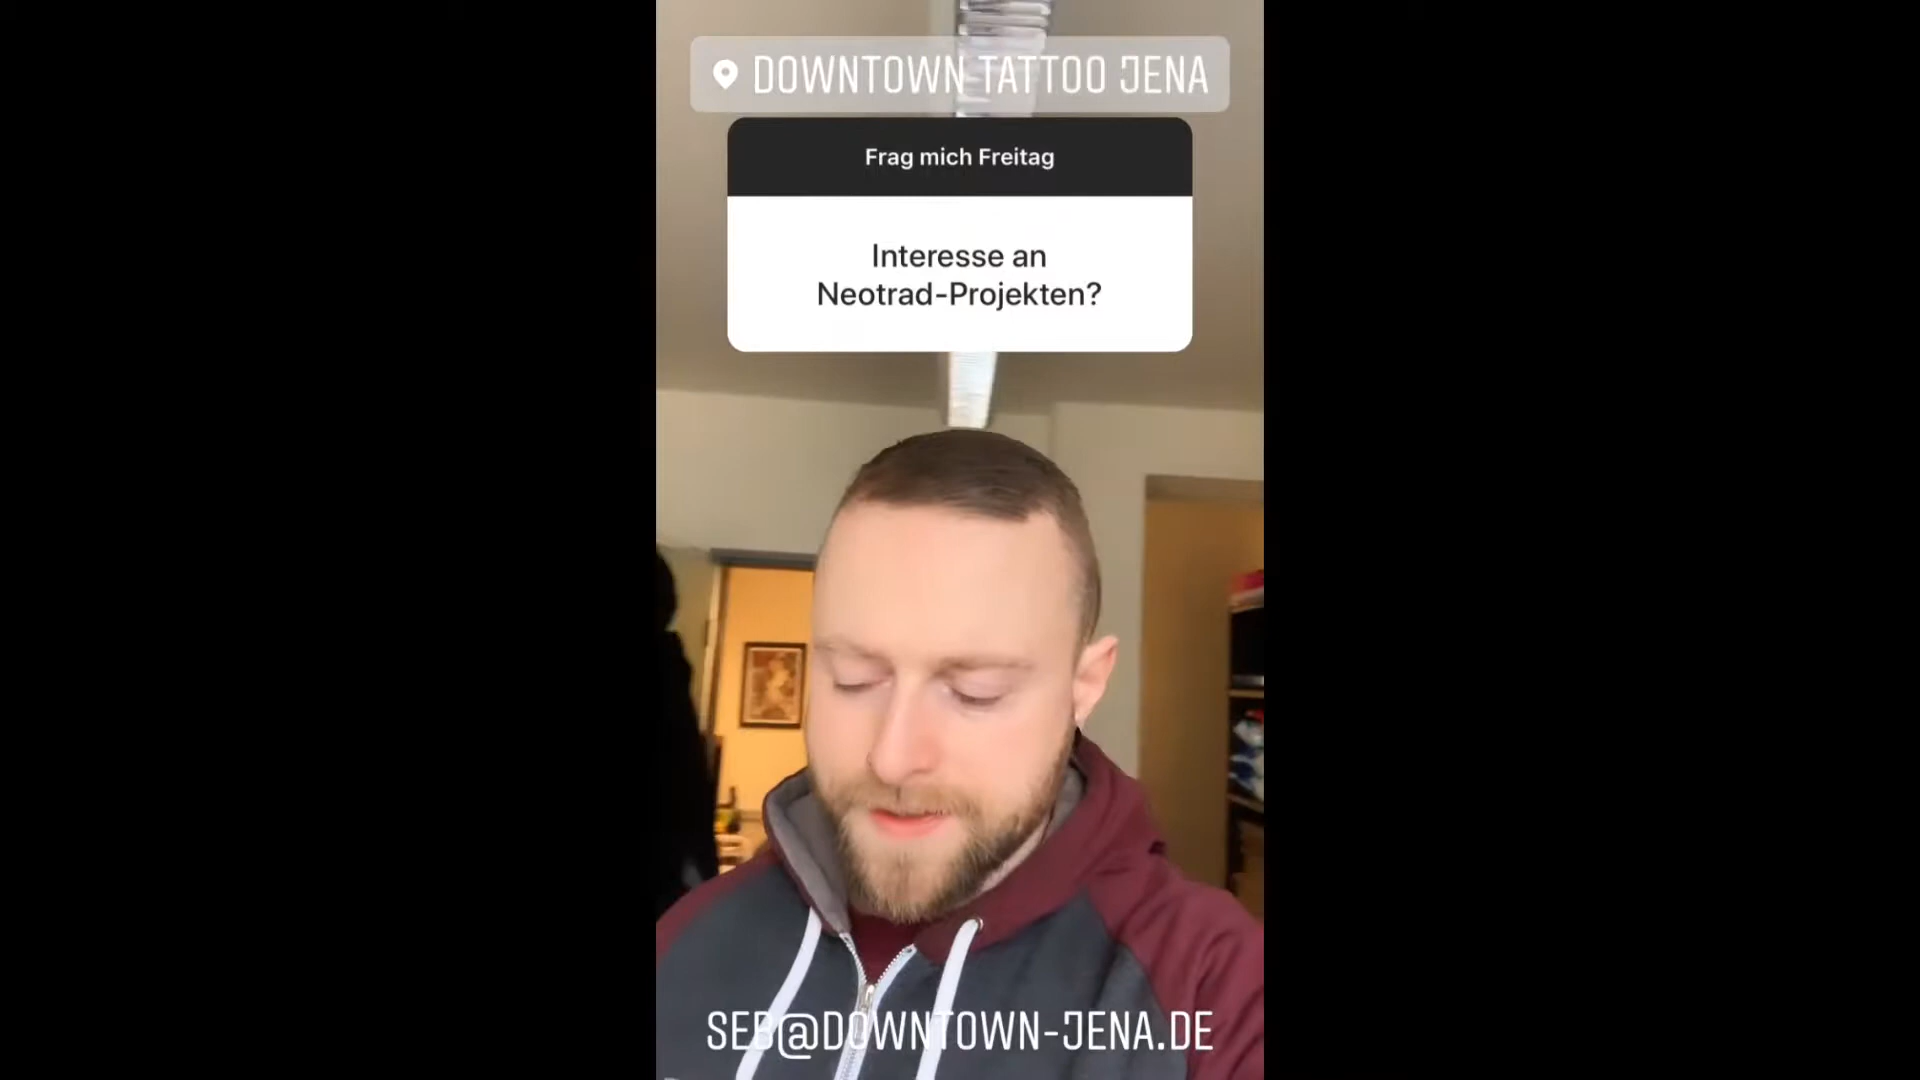 DOWNTOWN TATTOO JENA
Frag mich Freitag
Interesse an
Neotrad-Projekten?
SEB@DOWNTOWN-JENA.DE